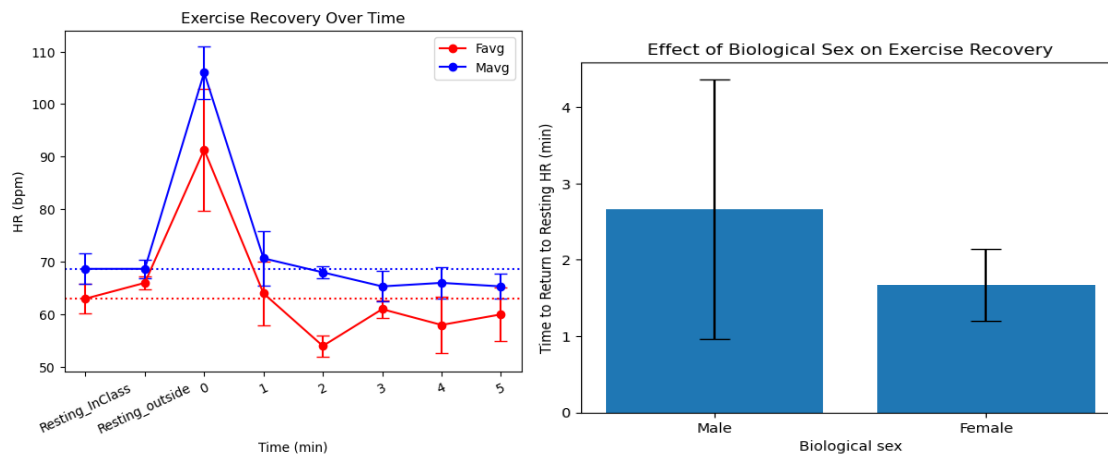 Exercise Recovery Over Time
110
100
90
80
70
60
50
HR (bpm)
Favg
Mavg
Resting_InClass
Resting_outside
0
1
2
3
4
5
Time (min)
Effect of Biological Sex on Exercise Recovery
4
3
2
1
0
Time to Return to Resting HR (min)
Male
Female
Biological sex